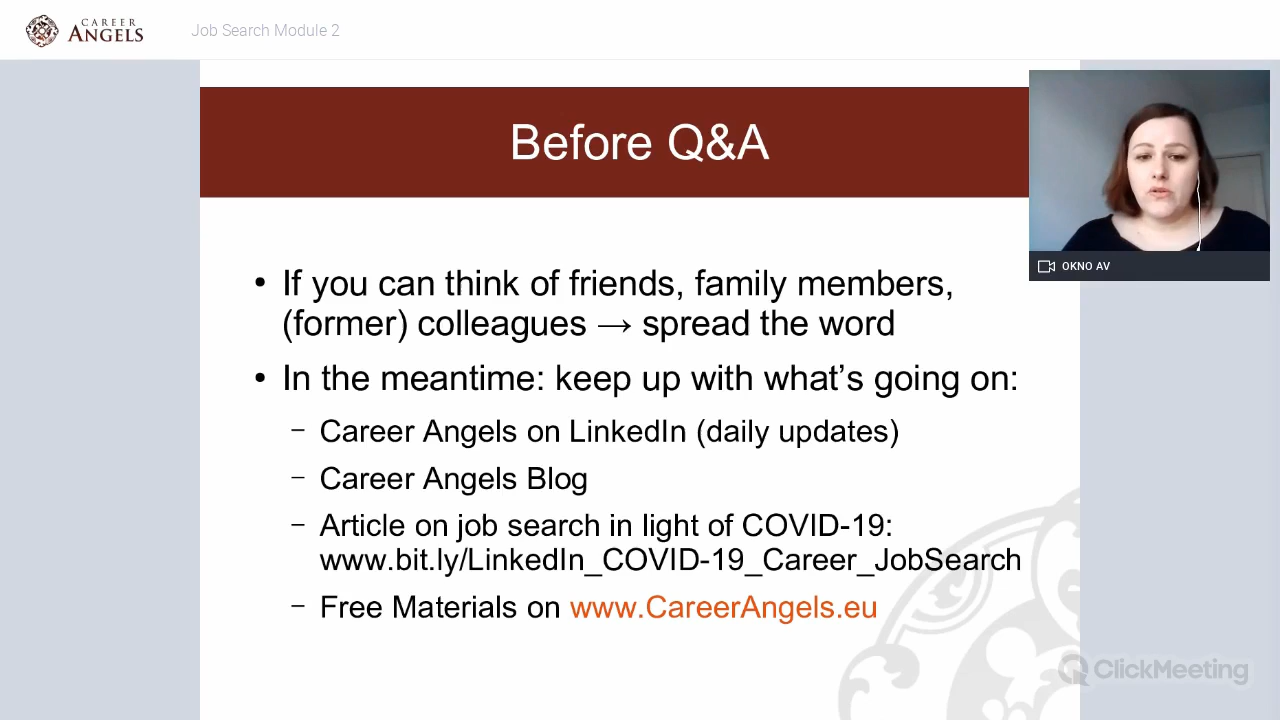 CAREER
ANGELS
Job Search Module 2
Before Q&A
OKNO AV
• If you can think of friends, family members,
(former) colleagues → spread the word
• In the meantime: keep up with what’s going on:
– Career Angels on LinkedIn (daily updates)
– Career Angels Blog
– Article on job search in light of COVID-19:
www.bit.ly/LinkedIn_COVID-19_Career_JobSearch
– Free Materials on www.CareerAngels.eu
ClickMeeting